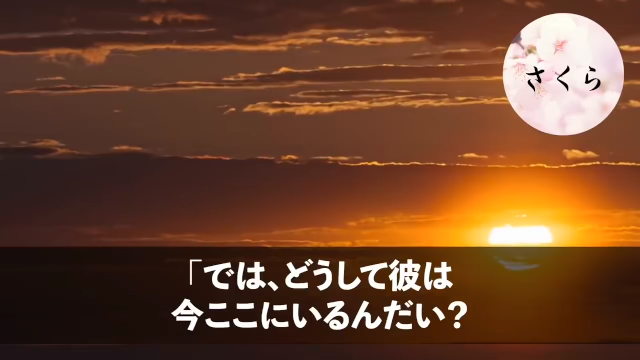 さくら
「では、どうして彼は
今ここにいるんだい？